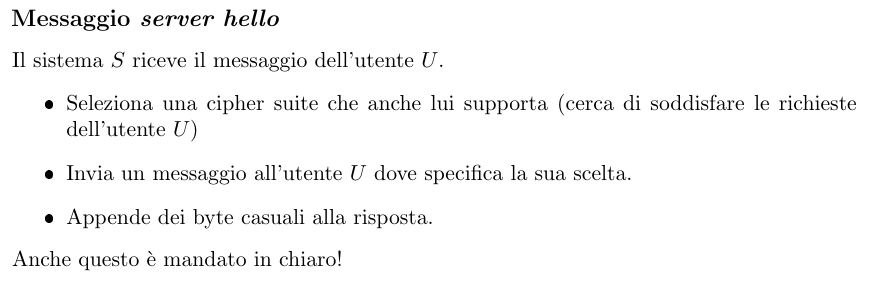 Messaggio server hello
Il sistema S riceve il messaggio dell'utente U.
• Seleziona una cipher suite che anche lui supporta (cerca di soddisfare le richieste
dell'utente U)
• Invia un messaggio all'utente U dove specifica la sua scelta.
• Appende dei byte casuali alla risposta.
Anche questo è mandato in chiaro!